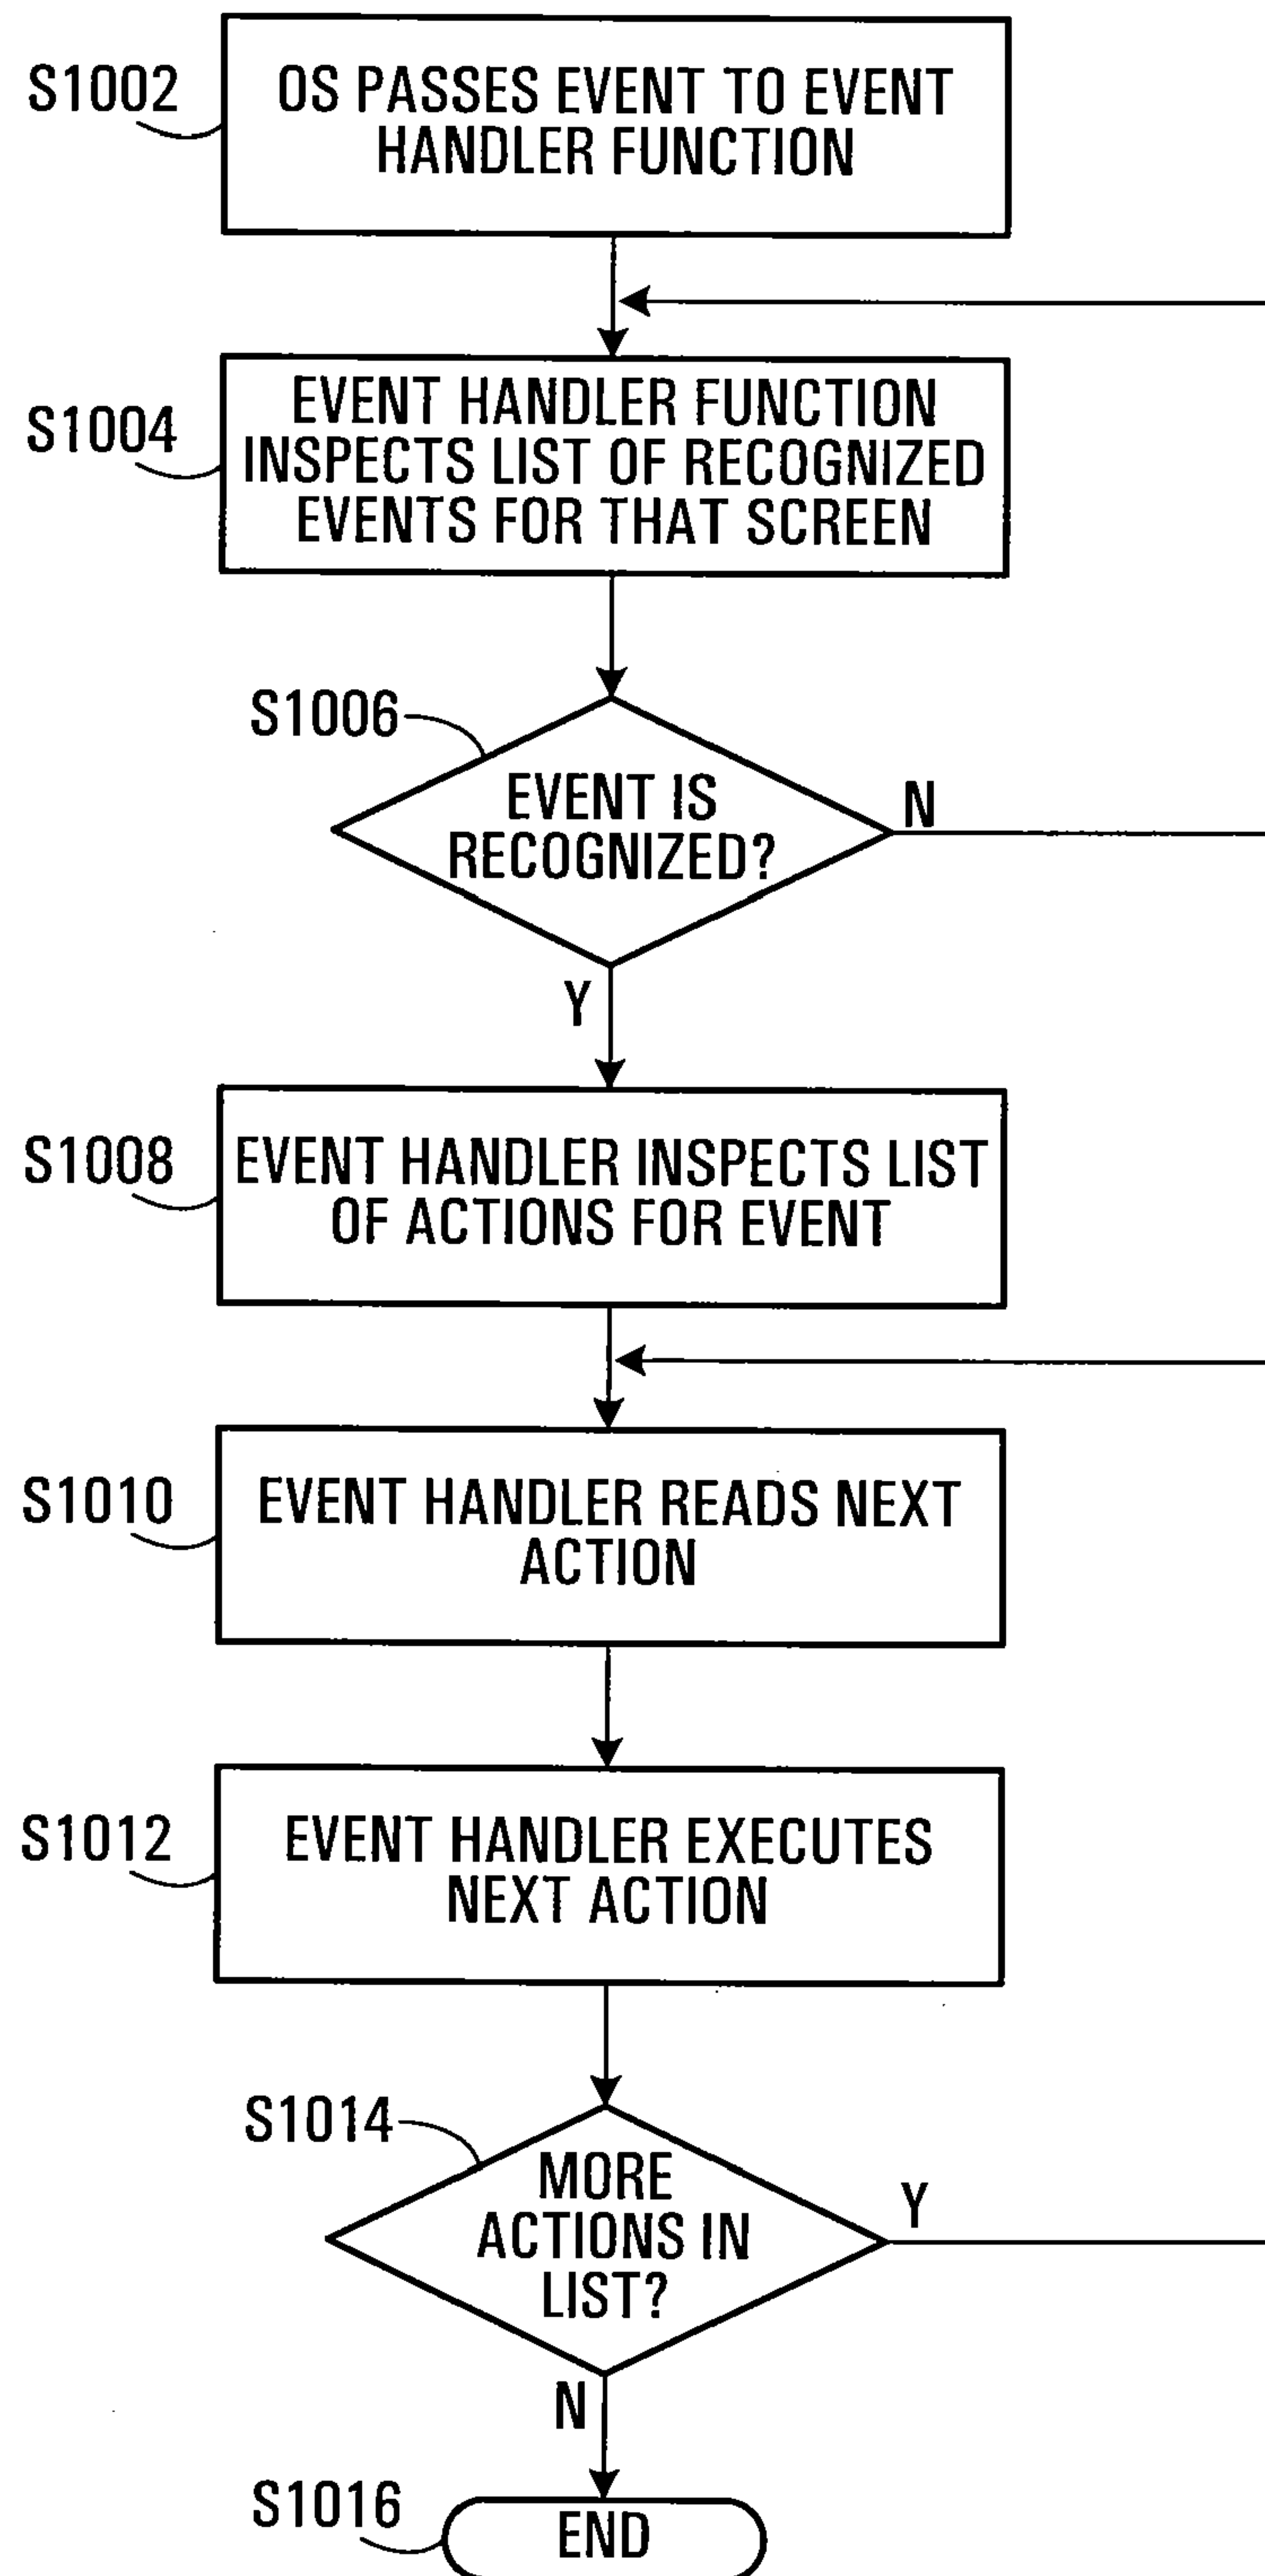 S1002
OS PASSES EVENT TO EVENT
HANDLER FUNCTION
S1004
EVENT HANDLER FUNCTION
INSPECTS LIST OF RECOGNIZED
EVENTS FOR THAT SCREEN
S1006
EVENT IS
RECOGNIZED?
N
Y
S1008
EVENT HANDLER INSPECTS LIST
OF ACTIONS FOR EVENT
S1010
EVENT HANDLER READS NEXT
ACTION
S1012
EVENT HANDLER EXECUTES
NEXT ACTION
S1014
MORE
ACTIONS IN
LIST?
Y
N
S1016
END